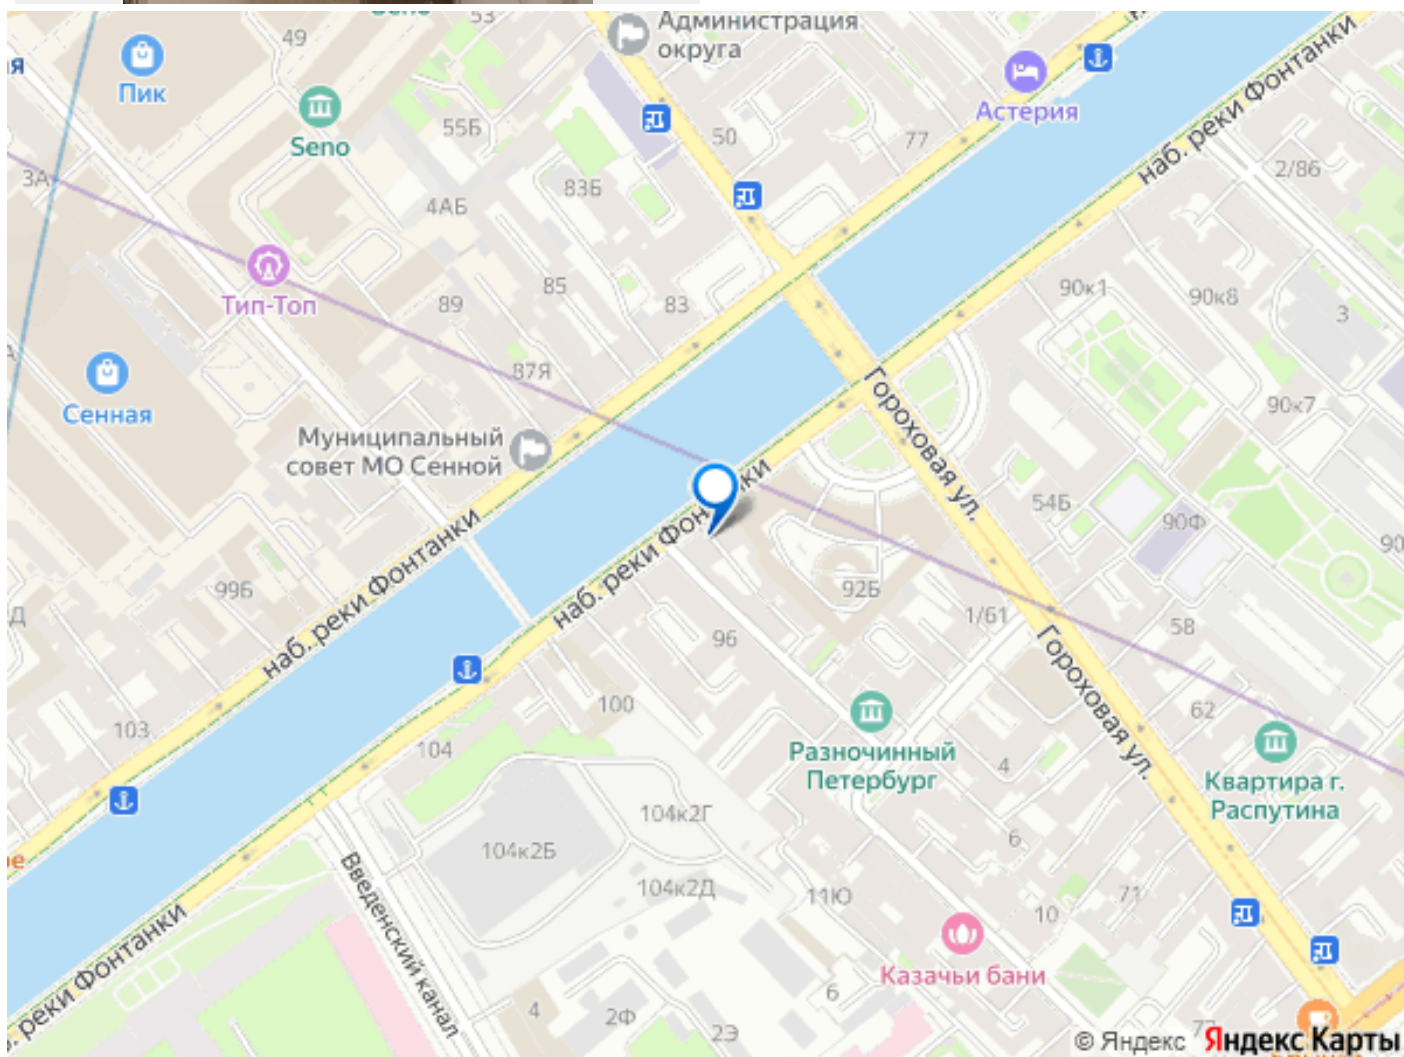 53
Администрация
округа
49
Пик
Seno
55Б
50
77
Астерия
наб. реки Фонтанки
2/86
3А
4АБ
83Б
Тип-Топ
89
85
83
90к1
90к8
3
87Я
Сенная
Муниципальный
совет МО Сенной
Гороховая ул.
90к7
54Б
90Ф
90
наб. реки Фонтанки
99Б
наб. реки Фон
ки
92Б
1/61
58
96
Гороховая ул.
62
100
103
104
Разночинный
Петербург
4
Квартира г.
Распутина
104к2Г
104к2Б
6
104к2Д
11Ю
71
10
Введенский канал
Казачьи бани
реки Фонтанки
4
2Ф
2Э
6
© Яндекс Яндекс Карты